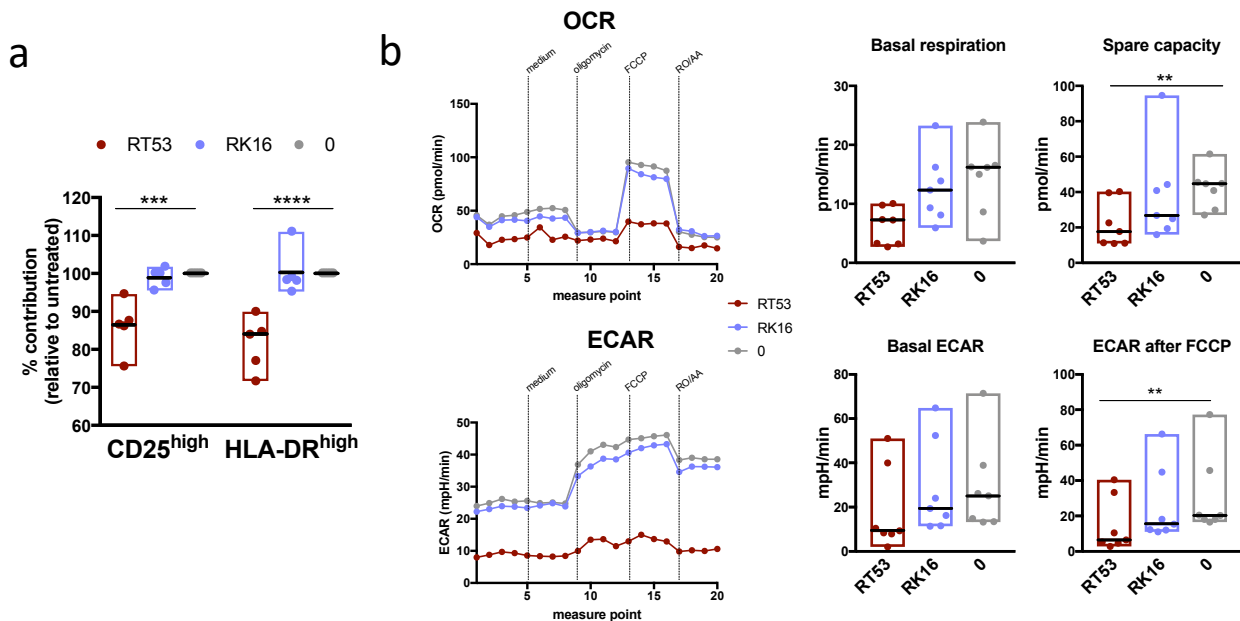 a
RT53 RK16 0
*** ****
120
110
100
90
80
70
60
% contribution
(relative to untreated)
CD25high HLA-DRhigh
b
OCR
medium
oligomycin
FCCP
RO/AA
150
100
50
0
OCR (pmol/min)
5 10 15 20
measure point
RT53
RK16
0
ECAR
medium
oligomycin
FCCP
RO/AA
50
40
30
20
10
0
ECAR (mpH/min)
5 10 15 20
measure point
Basal respiration
30
20
10
0
pmol/min
RT53 RK16 0
Spare capacity
**
100
80
60
40
20
0
pmol/min
RT53 RK16 0
Basal ECAR
80
60
40
20
0
mpH/min
RT53 RK16 0
ECAR after FCCP
**
100
80
60
40
20
0
mpH/min
RT53 RK16 0